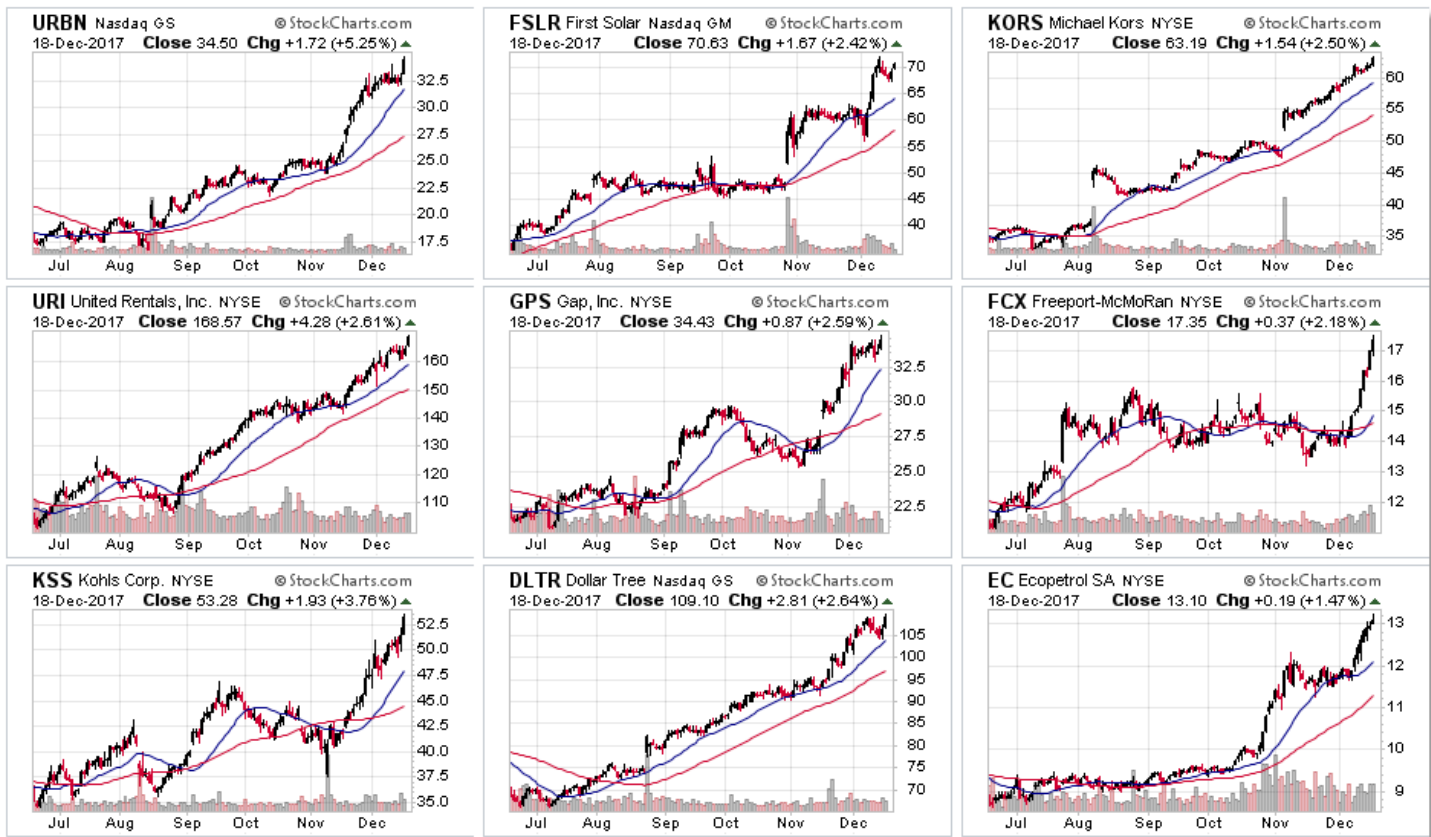 URBN Nasdaq GS © StockCharts.com
18-Dec-2017 Close 34.50 Chg +1.72 (+5.25%)
32.5
30.0
27.5
25.0
22.5
20.0
17.5
Jul Aug Sep Oct Nov Dec
FSLR First Solar Nasdaq GM © StockCharts.com
18-Dec-2017 Close 70.63 Chg +1.67 (+2.42%)
70
65
60
55
50
45
40
Jul Aug Sep Oct Nov Dec
KORS Michael Kors NYSE © StockCharts.com
18-Dec-2017 Close 63.19 Chg +1.54 (+2.50%)
60
55
50
45
40
35
Jul Aug Sep Oct Nov Dec
URI United Rentals, Inc. NYSE © StockCharts.com
18-Dec-2017 Close 168.57 Chg +4.28 (+2.61%)
160
150
140
130
120
110
Jul Aug Sep Oct Nov Dec
GPS Gap, Inc. NYSE © StockCharts.com
18-Dec-2017 Close 34.43 Chg +0.87 (+2.59%)
32.5
30.0
27.5
25.0
22.5
Jul Aug Sep Oct Nov Dec
FCX Freeport-McMoRan NYSE © StockCharts.com
18-Dec-2017 Close 17.35 Chg +0.37 (+2.18%)
17
16
15
14
13
12
Jul Aug Sep Oct Nov Dec
KSS Kohls Corp. NYSE © StockCharts.com
18-Dec-2017 Close 53.28 Chg +1.93 (+3.76%)
52.5
50.0
47.5
45.0
42.5
40.0
37.5
35.0
Jul Aug Sep Oct Nov Dec
DLTR Dollar Tree Nasdaq GS © StockCharts.com
18-Dec-2017 Close 109.10 Chg +2.81 (+2.64%)
105
100
95
90
85
80
75
70
Jul Aug Sep Oct Nov Dec
EC Ecopetrol SA NYSE © StockCharts.com
18-Dec-2017 Close 13.10 Chg +0.19 (+1.47%)
13
12
11
10
9
Jul Aug Sep Oct Nov Dec